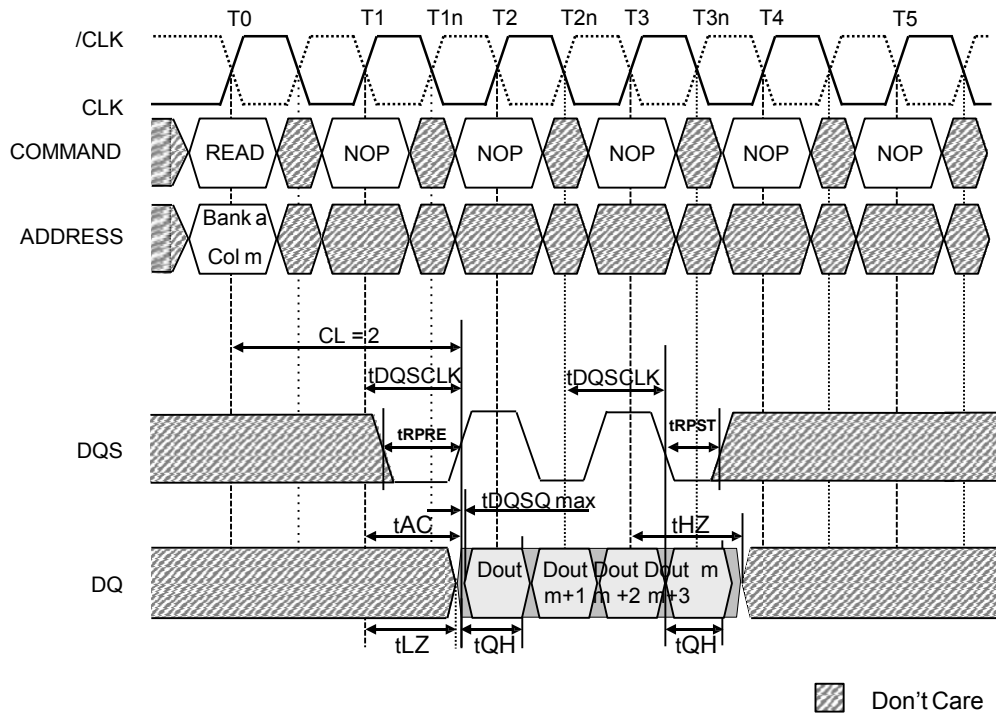 T0 T1 T1n T2 T2n T3 T3n T4 T5
/CLK
CLK
COMMAND READ NOP NOP NOP NOP NOP
ADDRESS Bank a
Col m
CL = 2
tDQSCLK tDQSCLK
DQS tRPRE tRPST
tDQSQ max
tAC tHZ
DQ Dout Dout Dout Dout m
m+1 m +2 m+3
tLZ tQH tQH
Don't Care